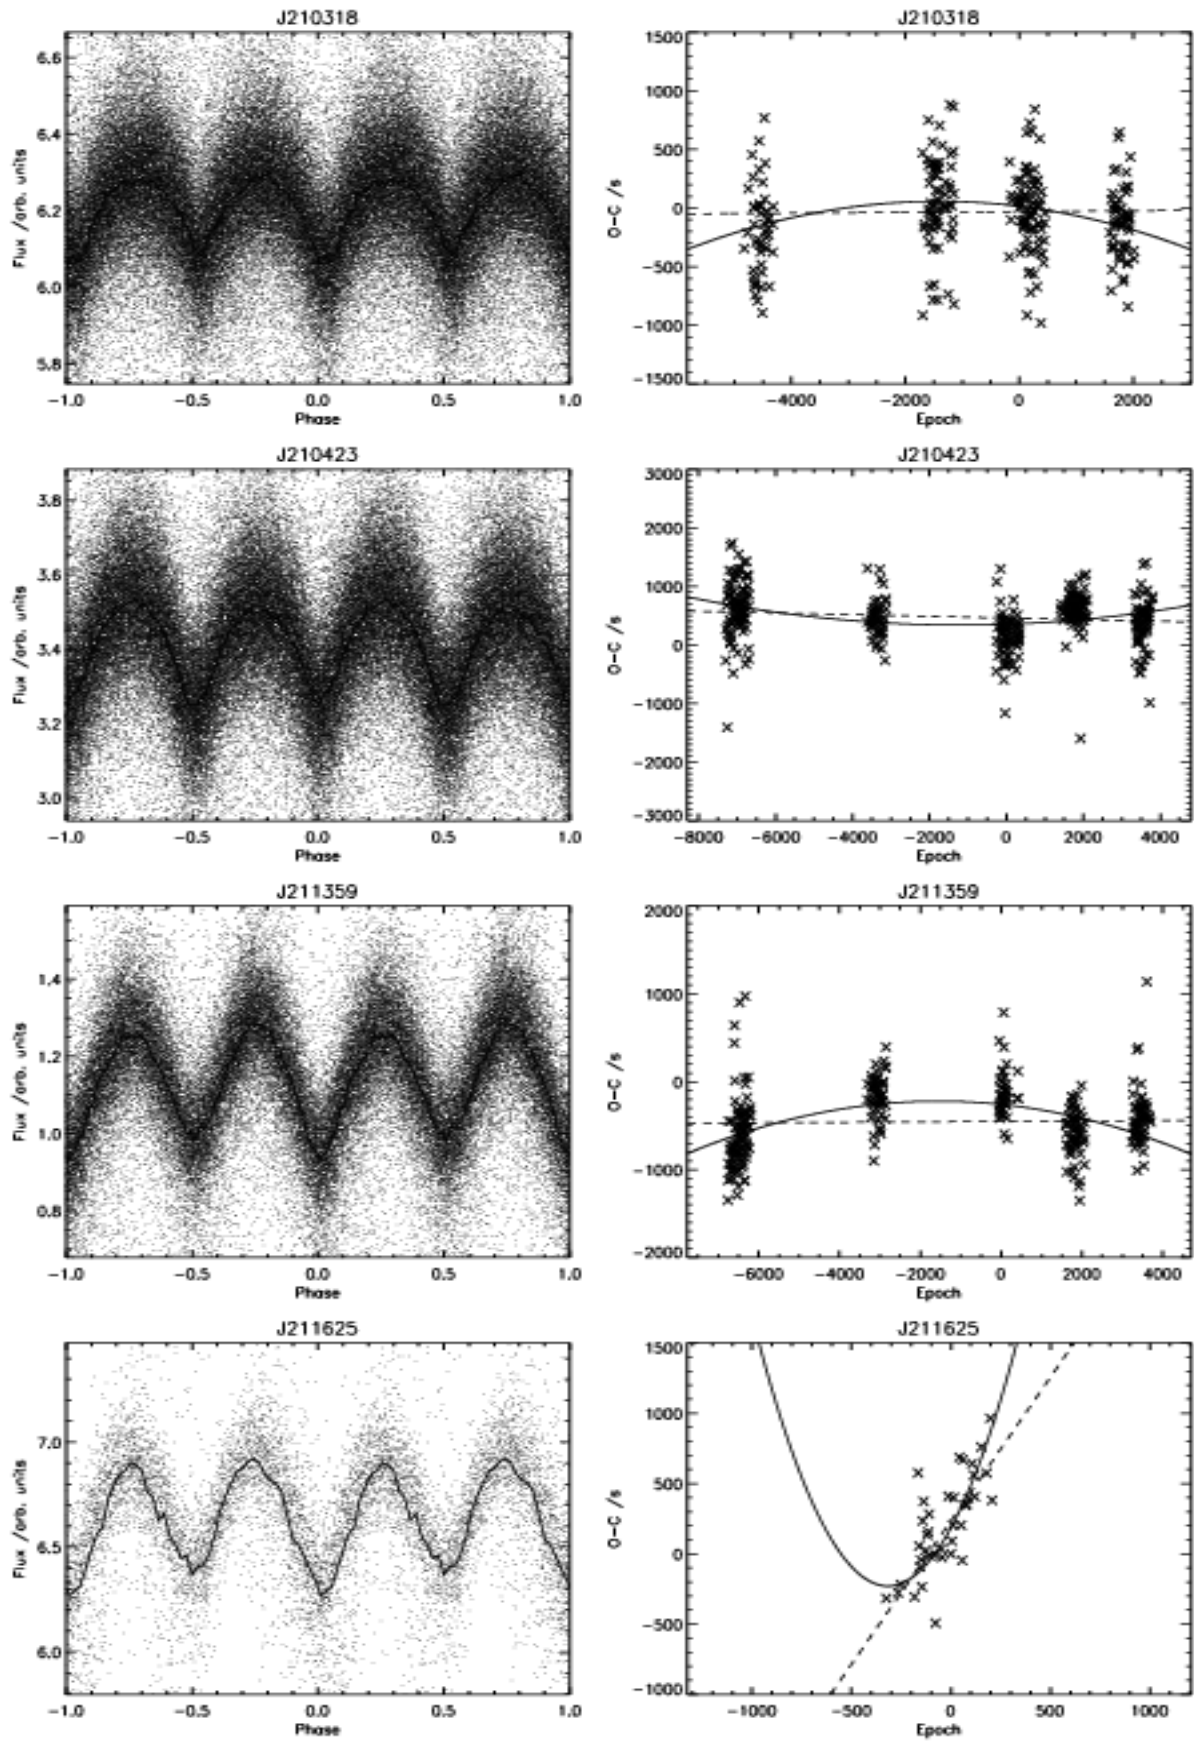 J210318
6.6
6.4
6.2
6.0
5.8
Flux /arb. units
-1.0 -0.5 0.0 0.5 1.0
Phase
J210318
1500
1000
500
0
-500
-1000
-1500
O-C /s
-4000 -2000 0 2000
Epoch
J210423
3.8
3.6
3.4
3.2
3.0
Flux /arb. units
-1.0 -0.5 0.0 0.5 1.0
Phase
J210423
3000
2000
1000
0
-1000
-2000
-3000
O-C /s
-8000 -6000 -4000 -2000 0 2000 4000
Epoch
J211359
1.4
1.2
1.0
0.8
Flux /arb. units
-1.0 -0.5 0.0 0.5 1.0
Phase
J211359
2000
1000
0
-1000
-2000
O-C /s
-6000 -4000 -2000 0 2000 4000
Epoch
J211625
7.0
6.5
6.0
Flux /arb. units
-1.0 -0.5 0.0 0.5 1.0
Phase
J211625
1500
1000
500
0
-500
-1000
O-C /s
-1000 -500 0 500 1000
Epoch